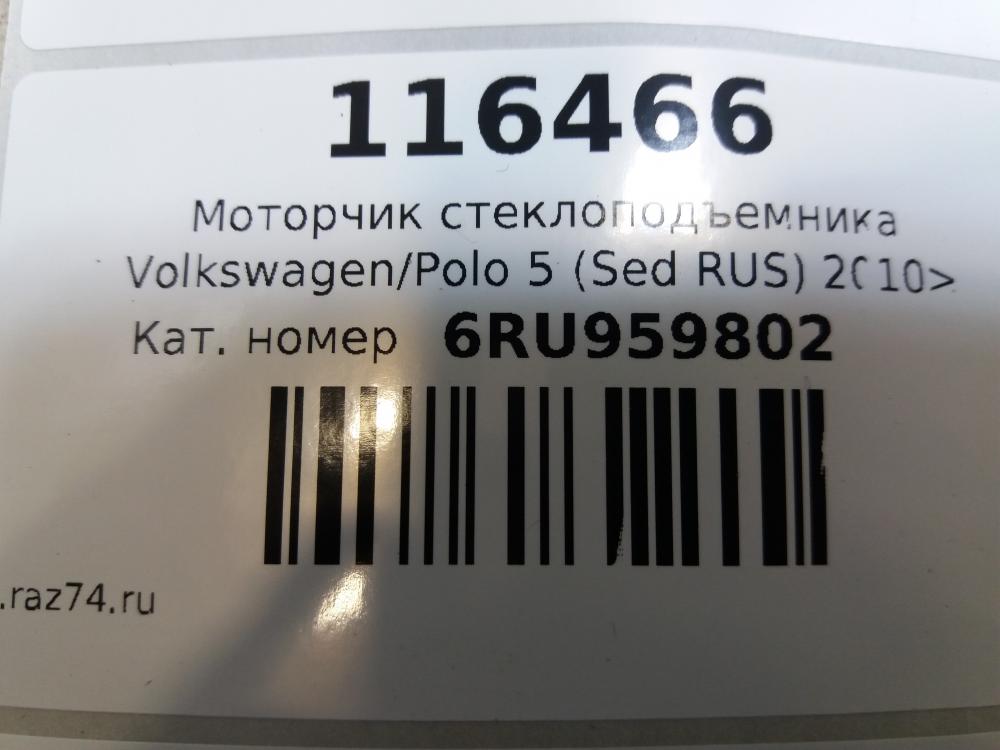 116466
Моторчик стеклоподъемника
Volkswagen/Polo 5 (Sed RUS) 2010>
Кат. номер 6RU959802
.raz74.ru